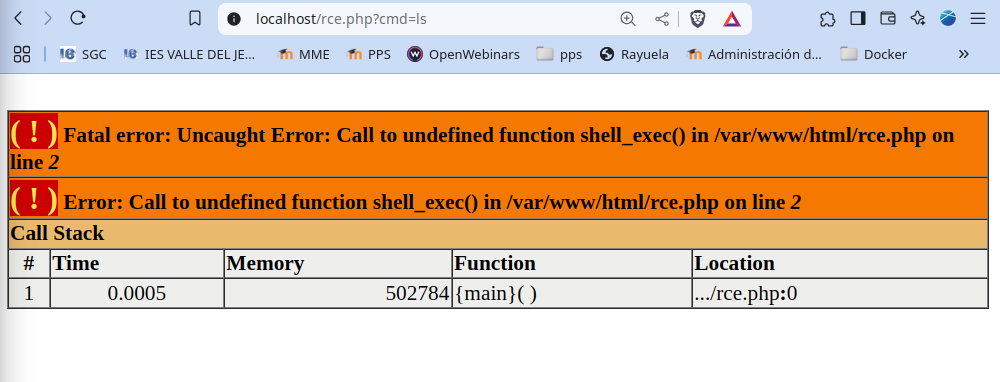 localhost/rce.php?cmd=ls
SGC IES VALLE DEL JE... MME PPS OpenWebinars pps Rayuela Administración d... Docker »
( ! ) Fatal error: Uncaught Error: Call to undefined function shell_exec() in /var/www/html/rce.php on
line 2
( ! ) Error: Call to undefined function shell_exec() in /var/www/html/rce.php on line 2
Call Stack
# Time Memory Function Location
1 0.0005 502784 {main}( ) .../rce.php:0